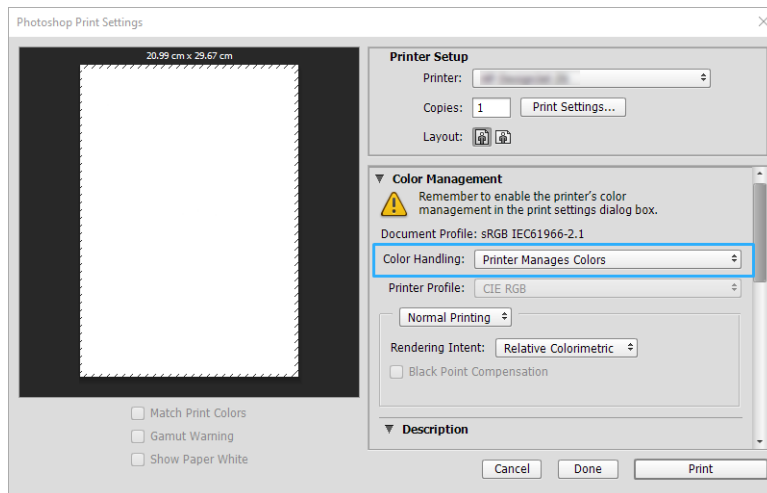 Photoshop Print Settings
20.99 cm x 29.67 cm
Match Print Colors
Gamut Warning
Show Paper White
Printer Setup
Printer:
Copies: 1 Print Settings...
Layout:
Color Management
Remember to enable the printer's color
management in the print settings dialog box.
Document Profile: sRGB IEC61966-2.1
Color Handling: Printer Manages Colors
Printer Profile: CIE RGB
Normal Printing
Rendering Intent: Relative Colorimetric
Black Point Compensation
Description
Cancel Done Print